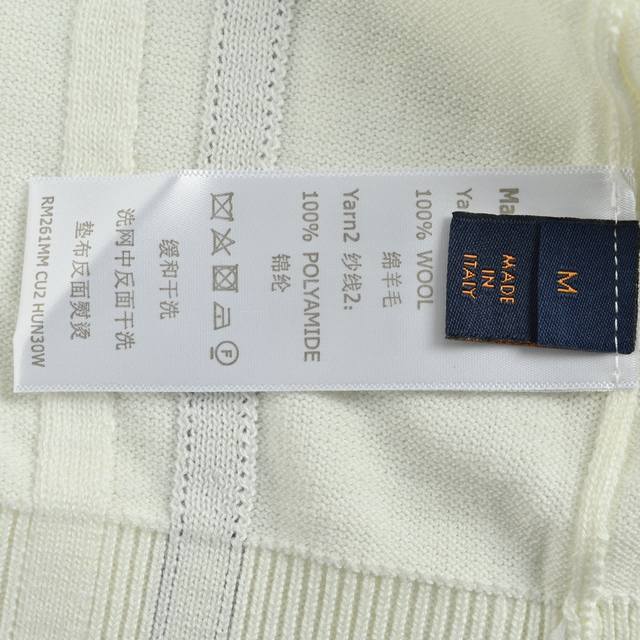 Ma
Ya
100% WOOL
绵羊毛
Yarn2 纱线2:
100% POLYAMIDE
锦纶
F
缓和干洗
洗网中反面干洗
垫布反面熨烫
RM261MM CU2 HUN30W
MADE
IN
ITALY
M